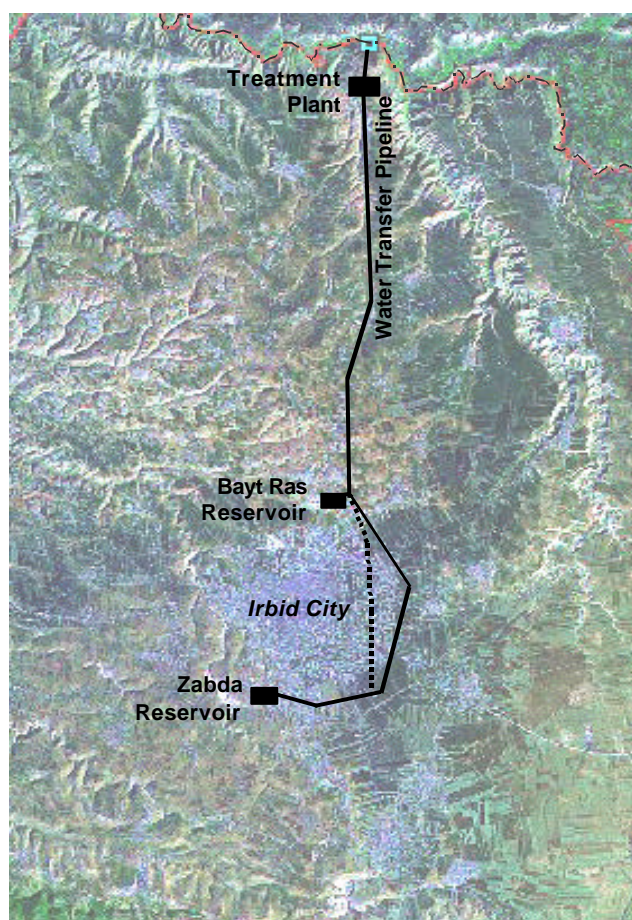 Treatment
Plant
Water Transfer Pipeline
Bayt Ras
Reservoir
Irbid City
Zabda
Reservoir